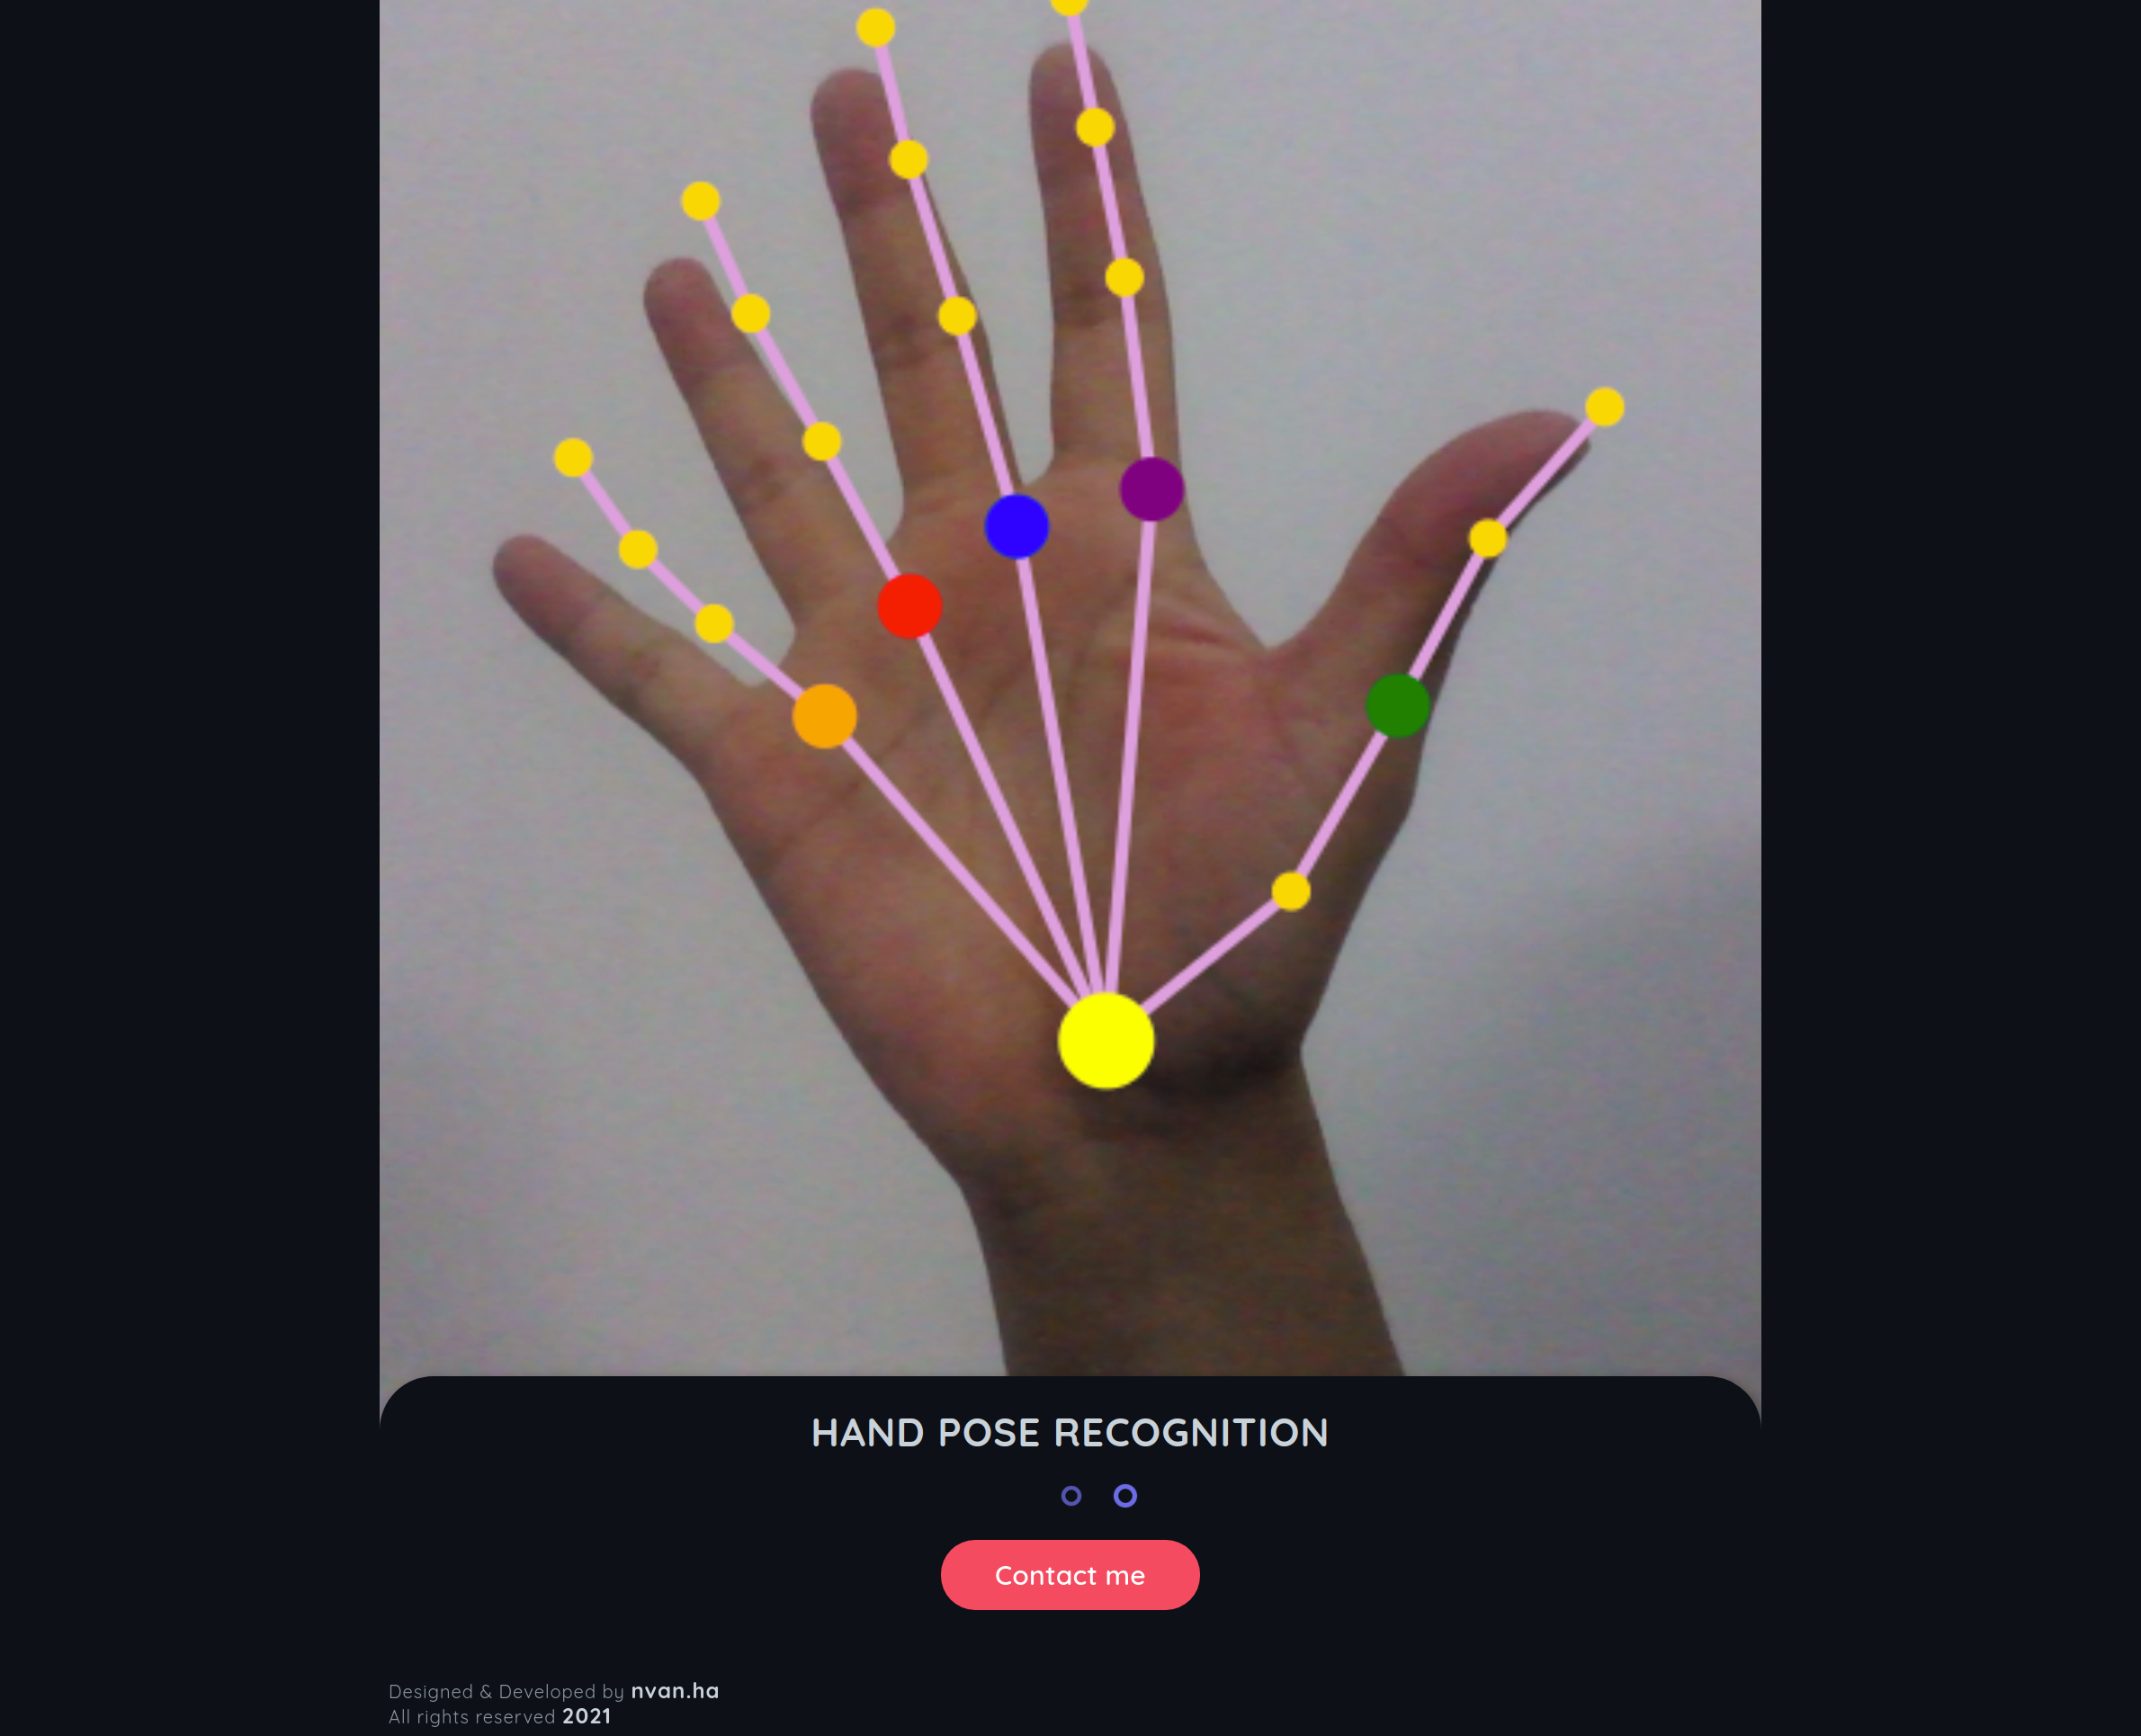 HAND POSE RECOGNITION
Contact me
Designed & Developed by nvan.ha
All rights reserved 2021